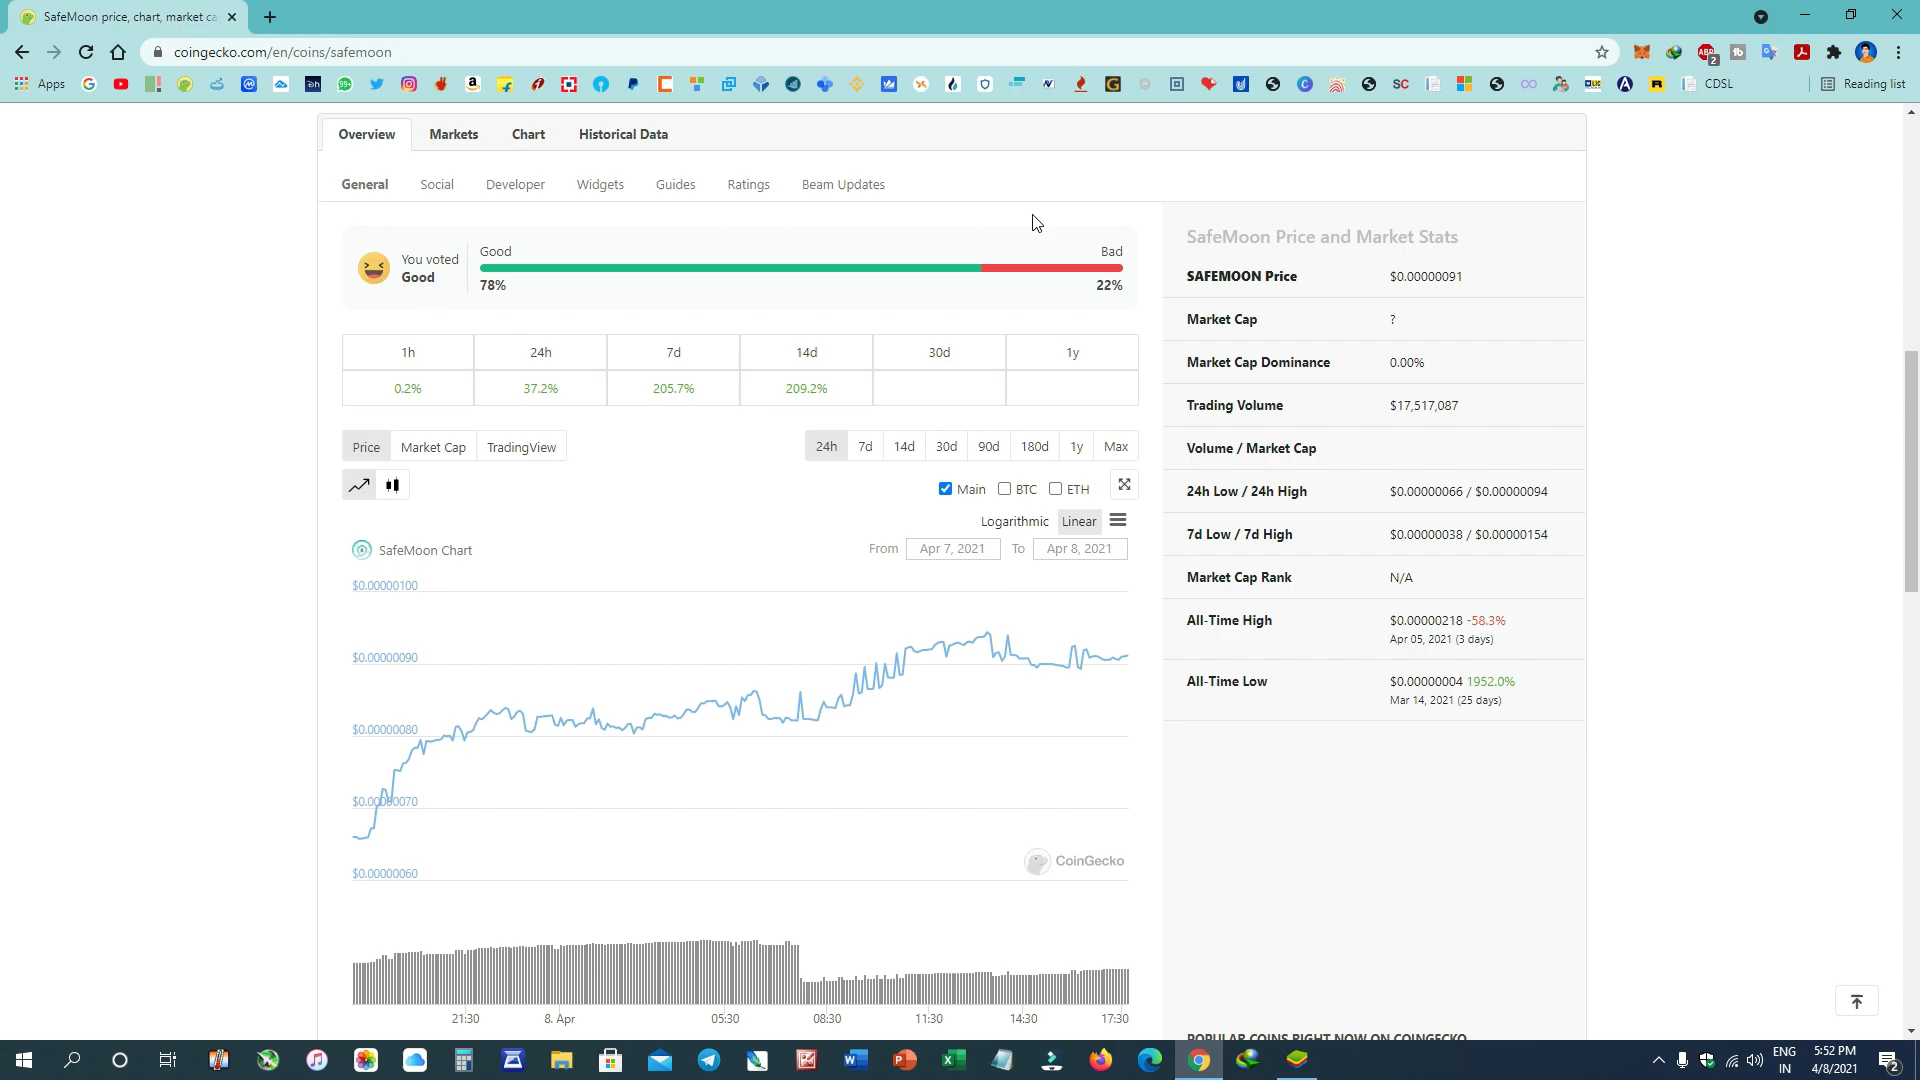 SafeMoon price, chart, market ca
coingecko.com/en/coins/safemoon
Apps
CDSL
Reading list
Overview Markets Chart Historical Data
General Social Developer Widgets Guides Ratings Beam Updates
You voted
Good
Good Bad
78% 22%
1h 24h 7d 14d 30d 1y
0.2% 37.2% 205.7% 209.2%
Price Market Cap TradingView
24h 7d 14d 30d 90d 180d 1y Max
Main BTC ETH
Logarithmic Linear
SafeMoon Chart
From Apr 7, 2021 To Apr 8, 2021
$0.00000100
$0.00000090
$0.00000080
$0.00000070
$0.00000060
CoinGecko
21:30 8. Apr 05:30 08:30 11:30 14:30 17:30
SafeMoon Price and Market Stats
SAFEMOON Price $0.00000091
Market Cap ?
Market Cap Dominance 0.00%
Trading Volume $17,517,087
Volume / Market Cap
24h Low / 24h High $0.00000066 / $0.00000094
7d Low / 7d High $0.00000038 / $0.00000154
Market Cap Rank N/A
All-Time High $0.00000218 -58.3%
Apr 05, 2021 (3 days)
All-Time Low $0.00000004 1952.0%
Mar 14, 2021 (25 days)
POPULAR COINS RIGHT NOW ON COINGECKO
ENG
IN
5:52 PM
4/8/2021
2